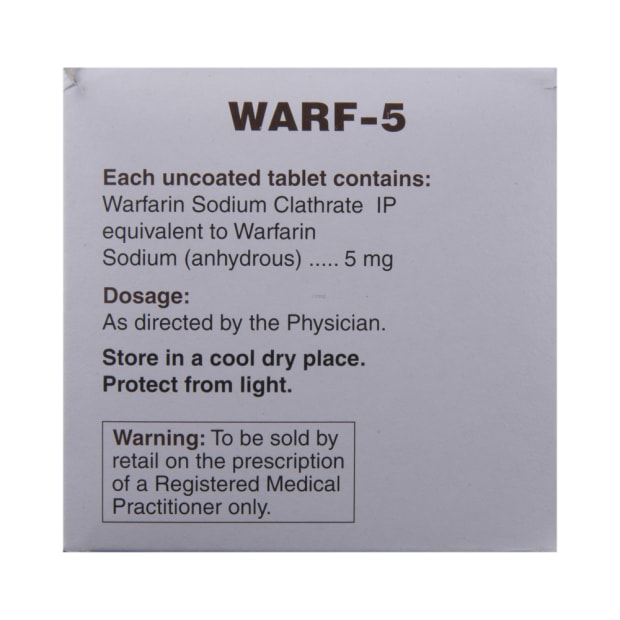 WARF-5
Each uncoated tablet contains:
Warfarin Sodium Clathrate IP
equivalent to Warfarin
Sodium (anhydrous) ..... 5 mg
Dosage:
As directed by the Physician.
Store in a cool dry place.
Protect from light.
Warning: To be sold by
retail on the prescription
of a Registered Medical
Practitioner only.